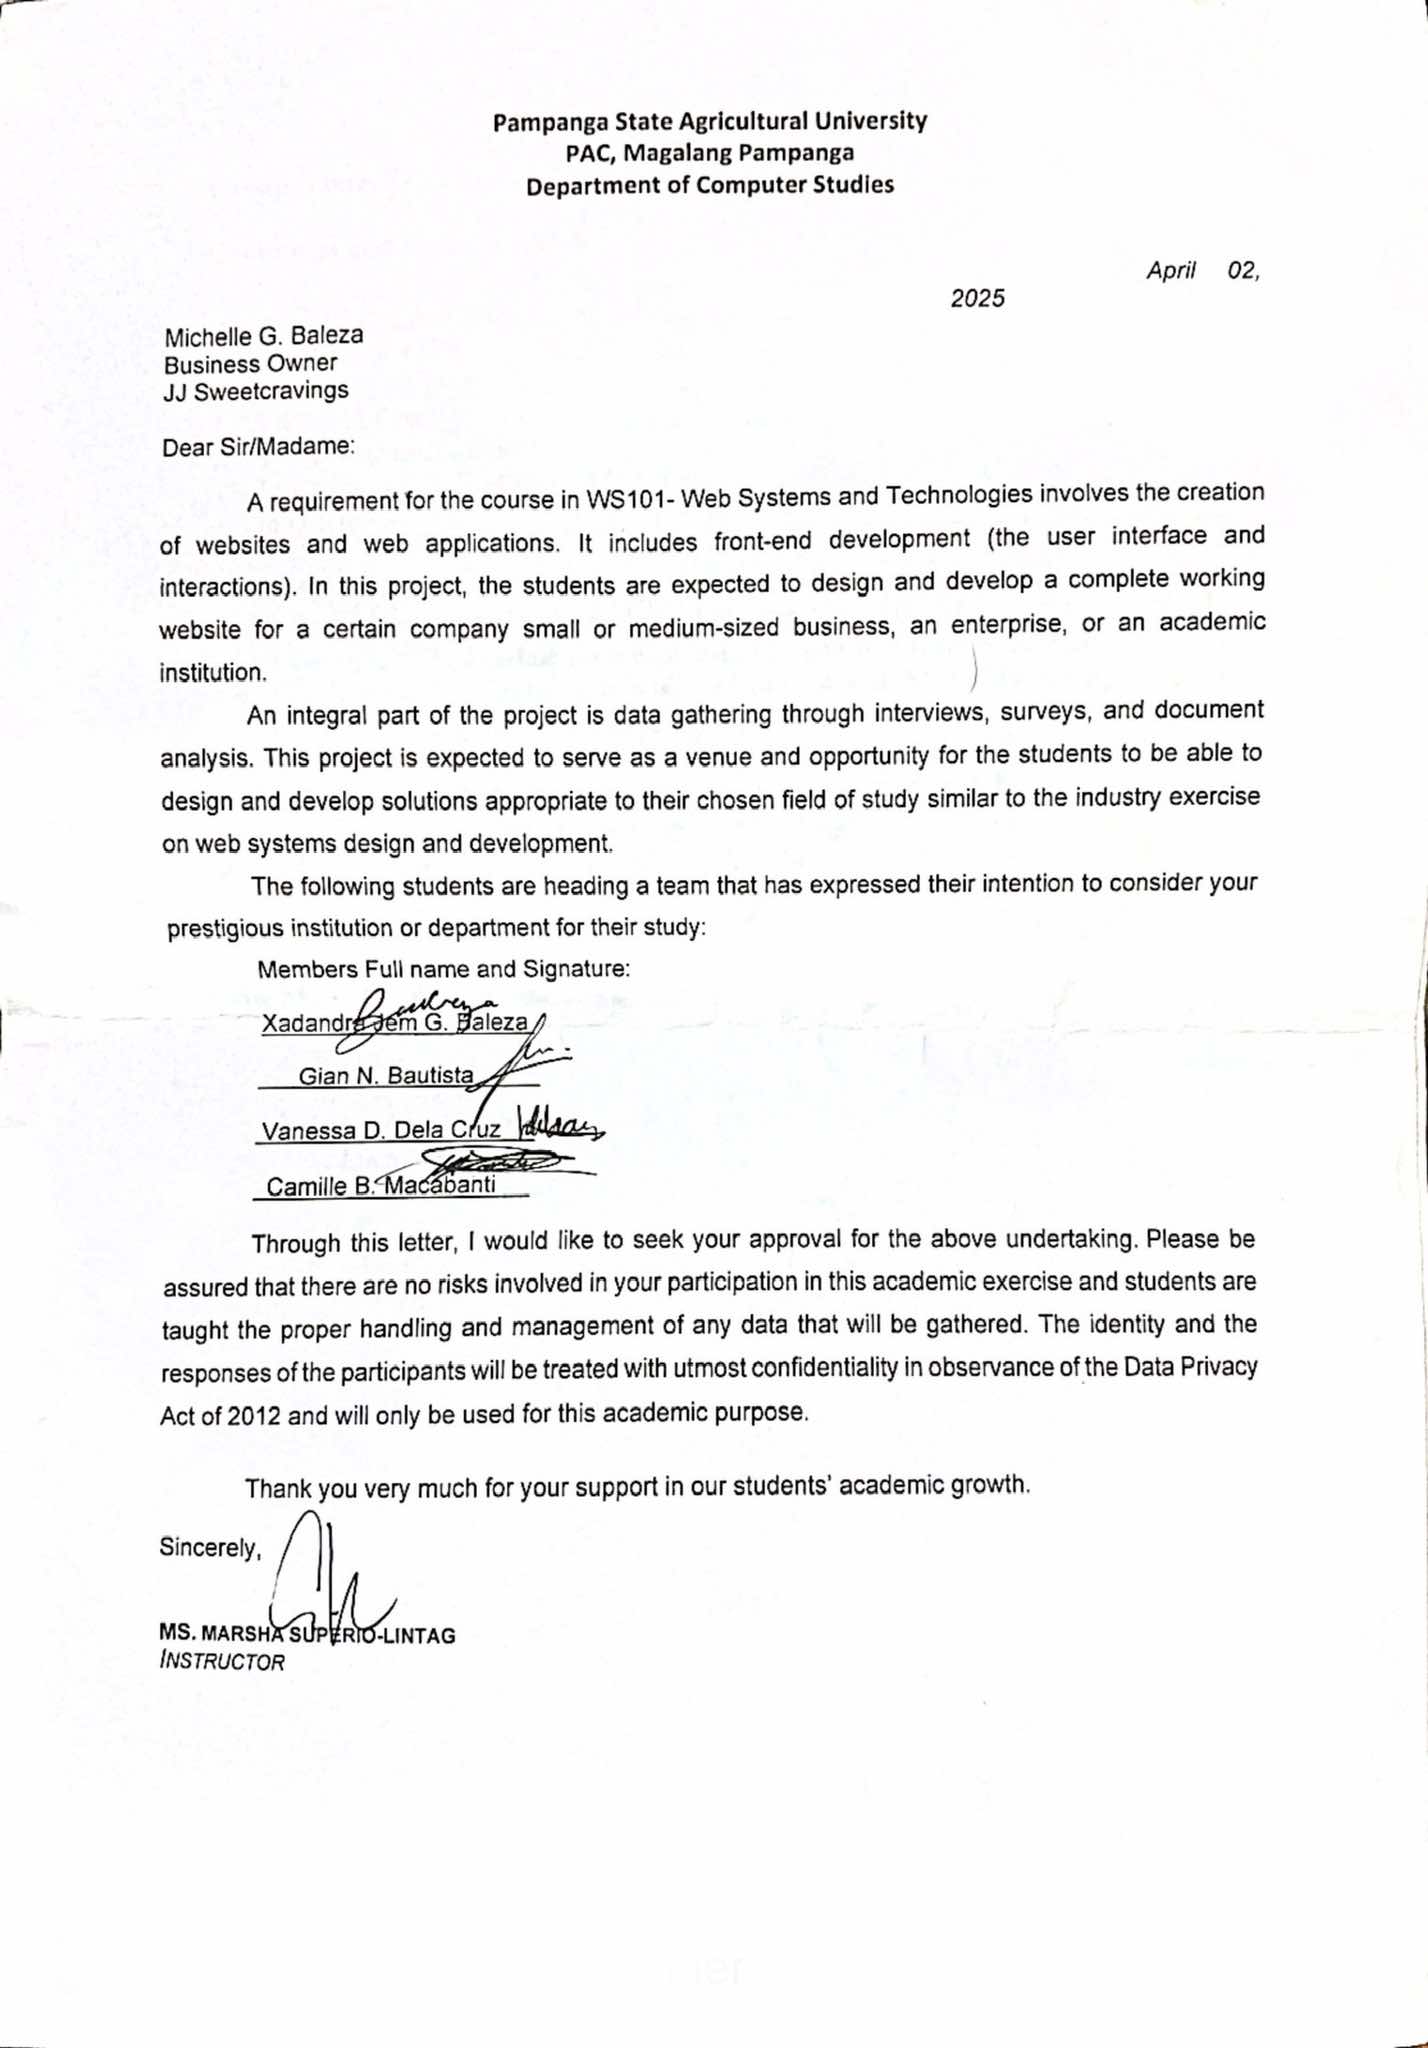 Pampanga State Agricultural University
PAC, Magalang Pampanga
Department of Computer Studies
April 02,
2025
Michelle G. Baleza
Business Owner
JJ Sweetcravings
Dear Sir/Madame:
A requirement for the course in WS101- Web Systems and Technologies involves the creation
of websites and web applications. It includes front-end development (the user interface and
interactions). In this project, the students are expected to design and develop a complete working
website for a certain company small or medium-sized business, an enterprise, or an academic
institution.
An integral part of the project is data gathering through interviews, surveys, and document
analysis. This project is expected to serve as a venue and opportunity for the students to be able to
design and develop solutions appropriate to their chosen field of study similar to the industry exercise
on web systems design and development.
The following students are heading a team that has expressed their intention to consider your
prestigious institution or department for their study:
Members Full name and Signature:
Xadandra Jem G. Baleza
Gian N. Bautista
Vanessa D. Dela Cruz
Camille B. Macabanti
Through this letter, I would like to seek your approval for the above undertaking. Please be
assured that there are no risks involved in your participation in this academic exercise and students are
taught the proper handling and management of any data that will be gathered. The identity and the
responses of the participants will be treated with utmost confidentiality in observance of the Data Privacy
Act of 2012 and will only be used for this academic purpose.
Thank you very much for your support in our students' academic growth.
Sincerely,
MS. MARSHA SUPERIO-LINTAG
INSTRUCTOR